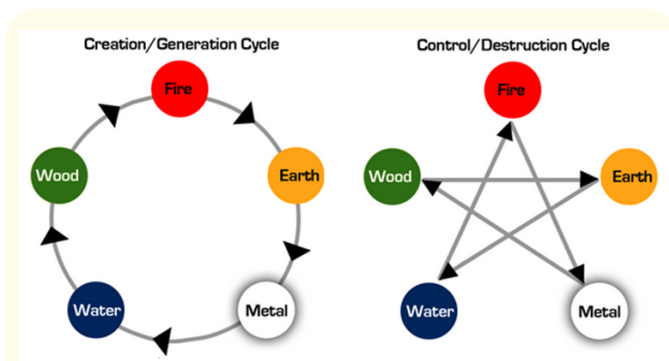 Creation/Generation Cycle
Fire
Wood
Earth
Water
Metal
Control/Destruction Cycle
Fire
Wood
Earth
Water
Metal